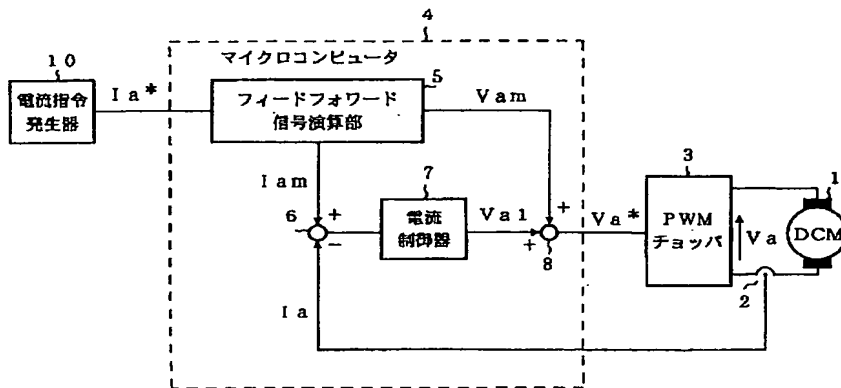 4
マイクロコンピュータ
10
電流指令
発生器
Ia*
5
フィードフォワード
信号演算部
Vam
Iam
7
電流
制御器
6
+
−
Va1
+
+
8
Va*
3
PWM
チョッパ
Va
1
DCM
2
Ia